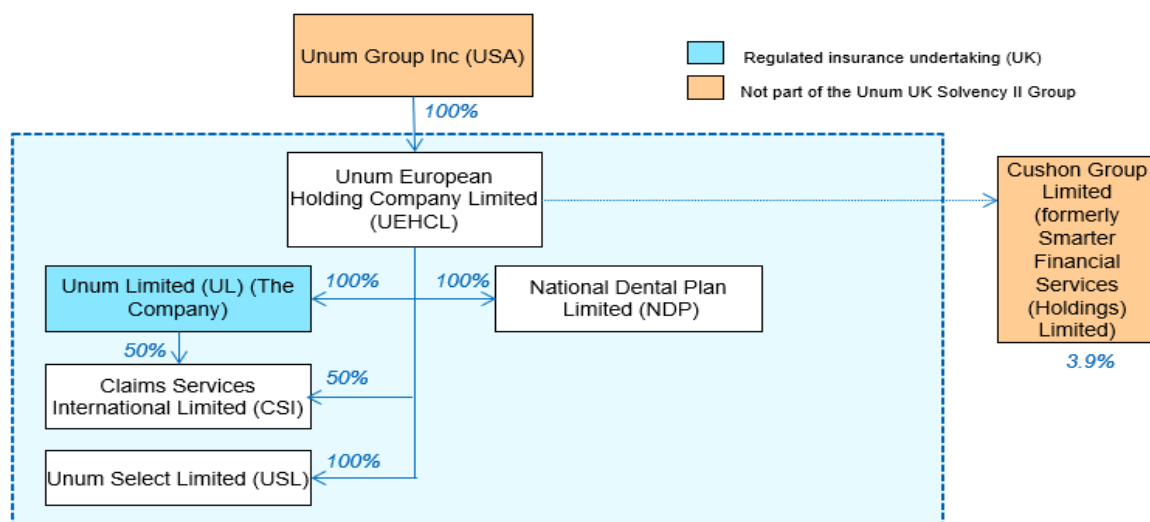 Unum Group Inc (USA)
Regulated insurance undertaking (UK)
Not part of the Unum UK Solvency II Group
100%
Unum European
Holding Company Limited
(UEHCL)
Cushon Group
Limited
(formerly
Smarter
Financial
Services
(Holdings)
Limited)
3.9%
Unum Limited (UL) (The
Company)
100%
100%
National Dental Plan
Limited (NDP)
50%
Claims Services
International Limited (CSI)
50%
Unum Select Limited (USL)
100%